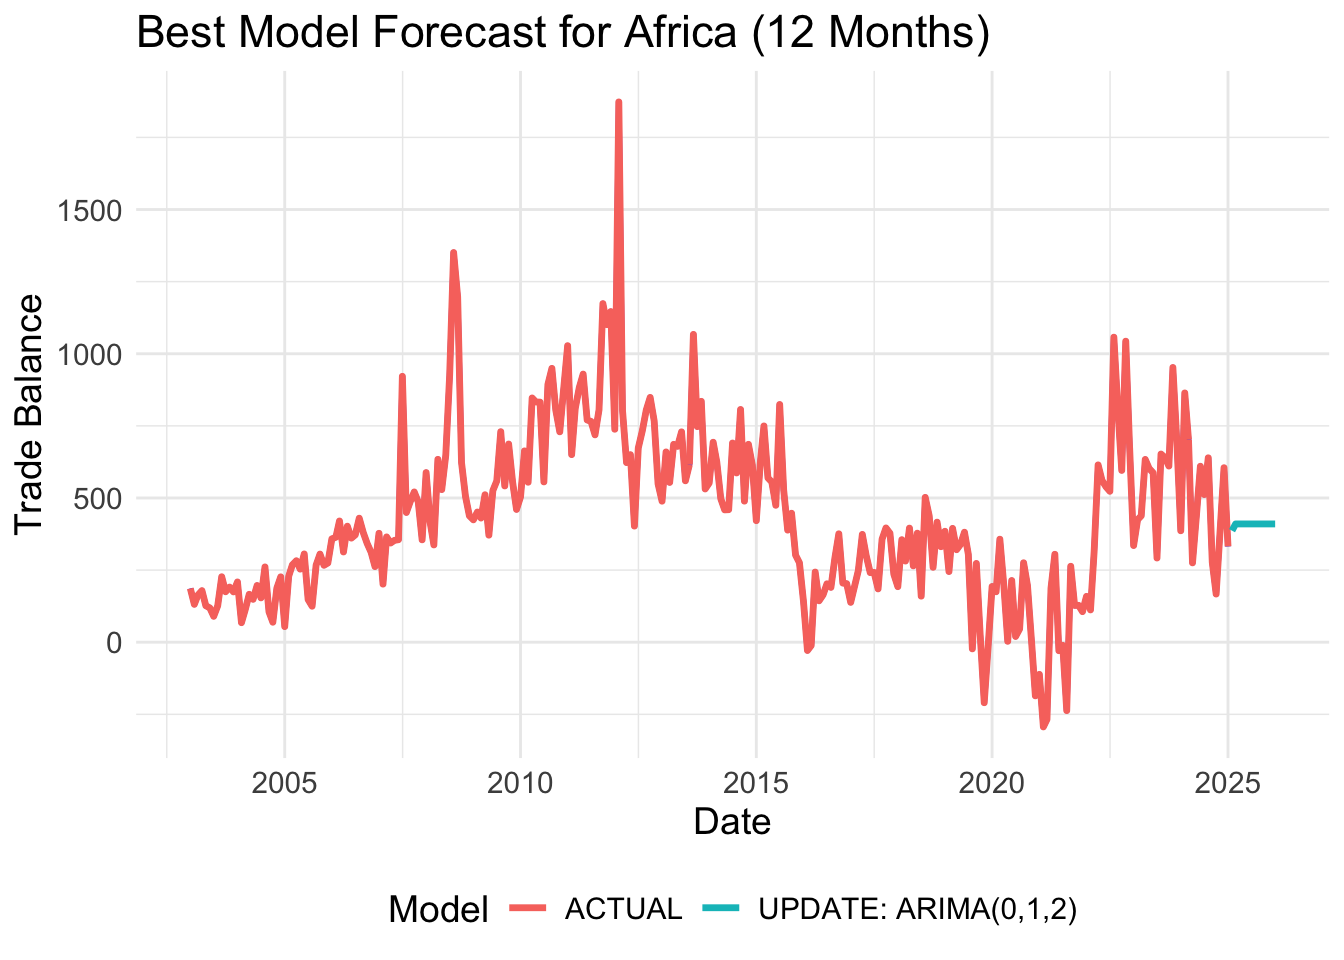 Best Model Forecast for Africa (12 Months)
Trade Balance
1500
1000
500
0
2005 2010 2015 2020 2025
Date
Model ACTUAL UPDATE: ARIMA(0,1,2)